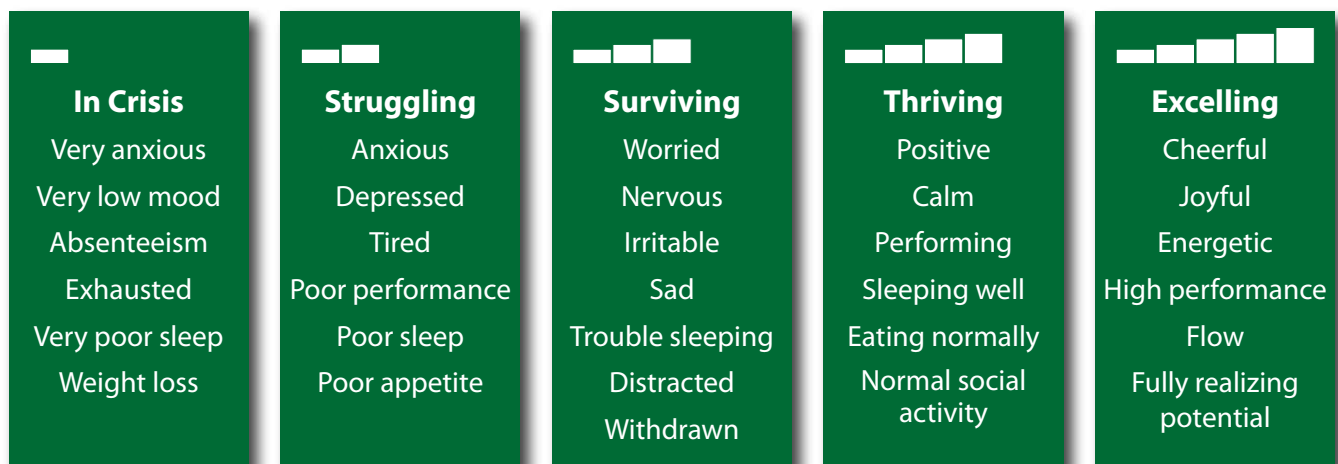 In Crisis
Very anxious
Very low mood
Absenteeism
Exhausted
Very poor sleep
Weight loss
Struggling
Anxious
Depressed
Tired
Poor performance
Poor sleep
Poor appetite
Surviving
Worried
Nervous
Irritable
Sad
Trouble sleeping
Distracted
Withdrawn
Thriving
Positive
Calm
Performing
Sleeping well
Eating normally
Normal social
activity
Excelling
Cheerful
Joyful
Energetic
High performance
Flow
Fully realizing
potential